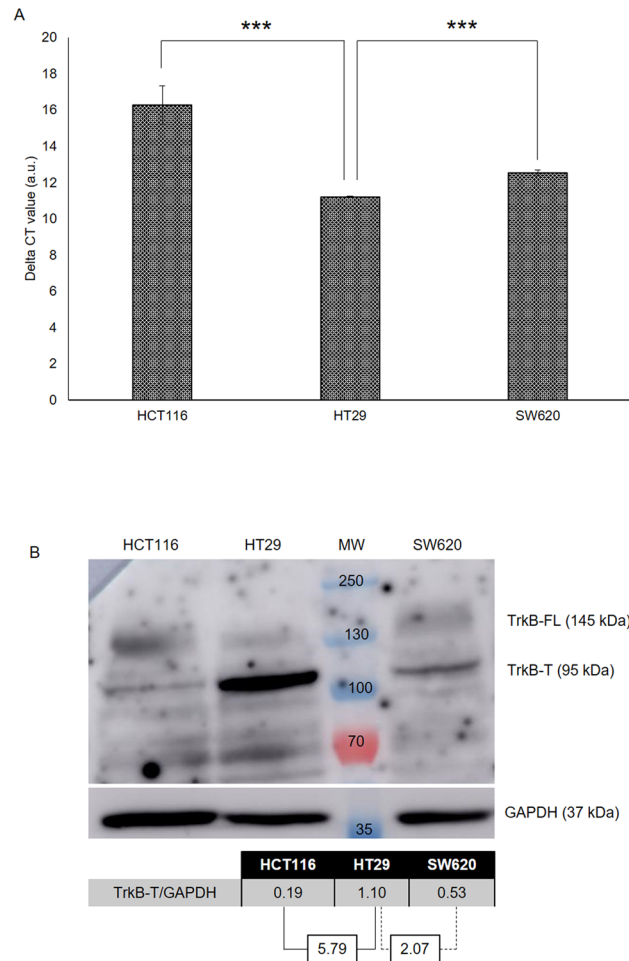 A
Delta CT value (a.u.)
20
18
16
14
12
10
8
6
4
2
0
*** ***
HCT116 HT29 SW620
B
HCT116 HT29 MW SW620
250
130
100
70
35
TrkB-FL (145 kDa)
TrkB-T (95 kDa)
GAPDH (37 kDa)
HCT116 HT29 SW620
TrkB-T/GAPDH 0.19 1.10 0.53
5.79 2.07